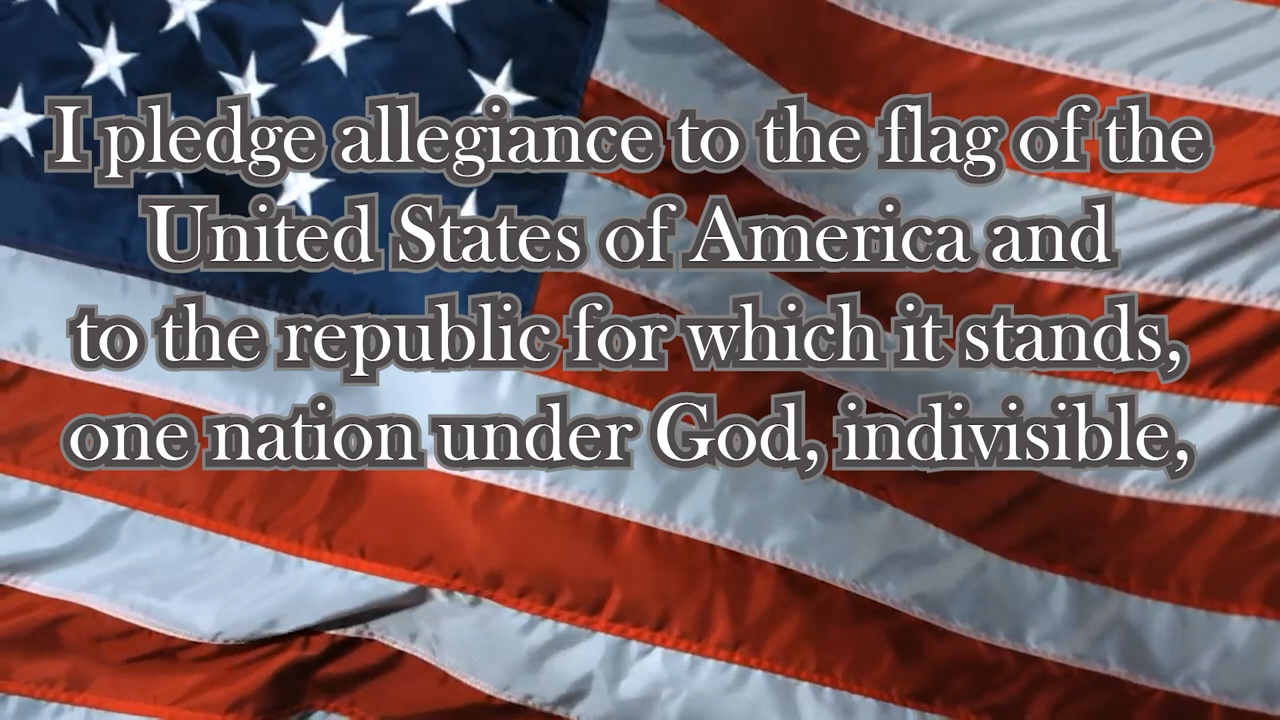 I pledge allegiance to the flag of the
United States of America and
to the republic for which it stands,
one nation under God, indivisible,